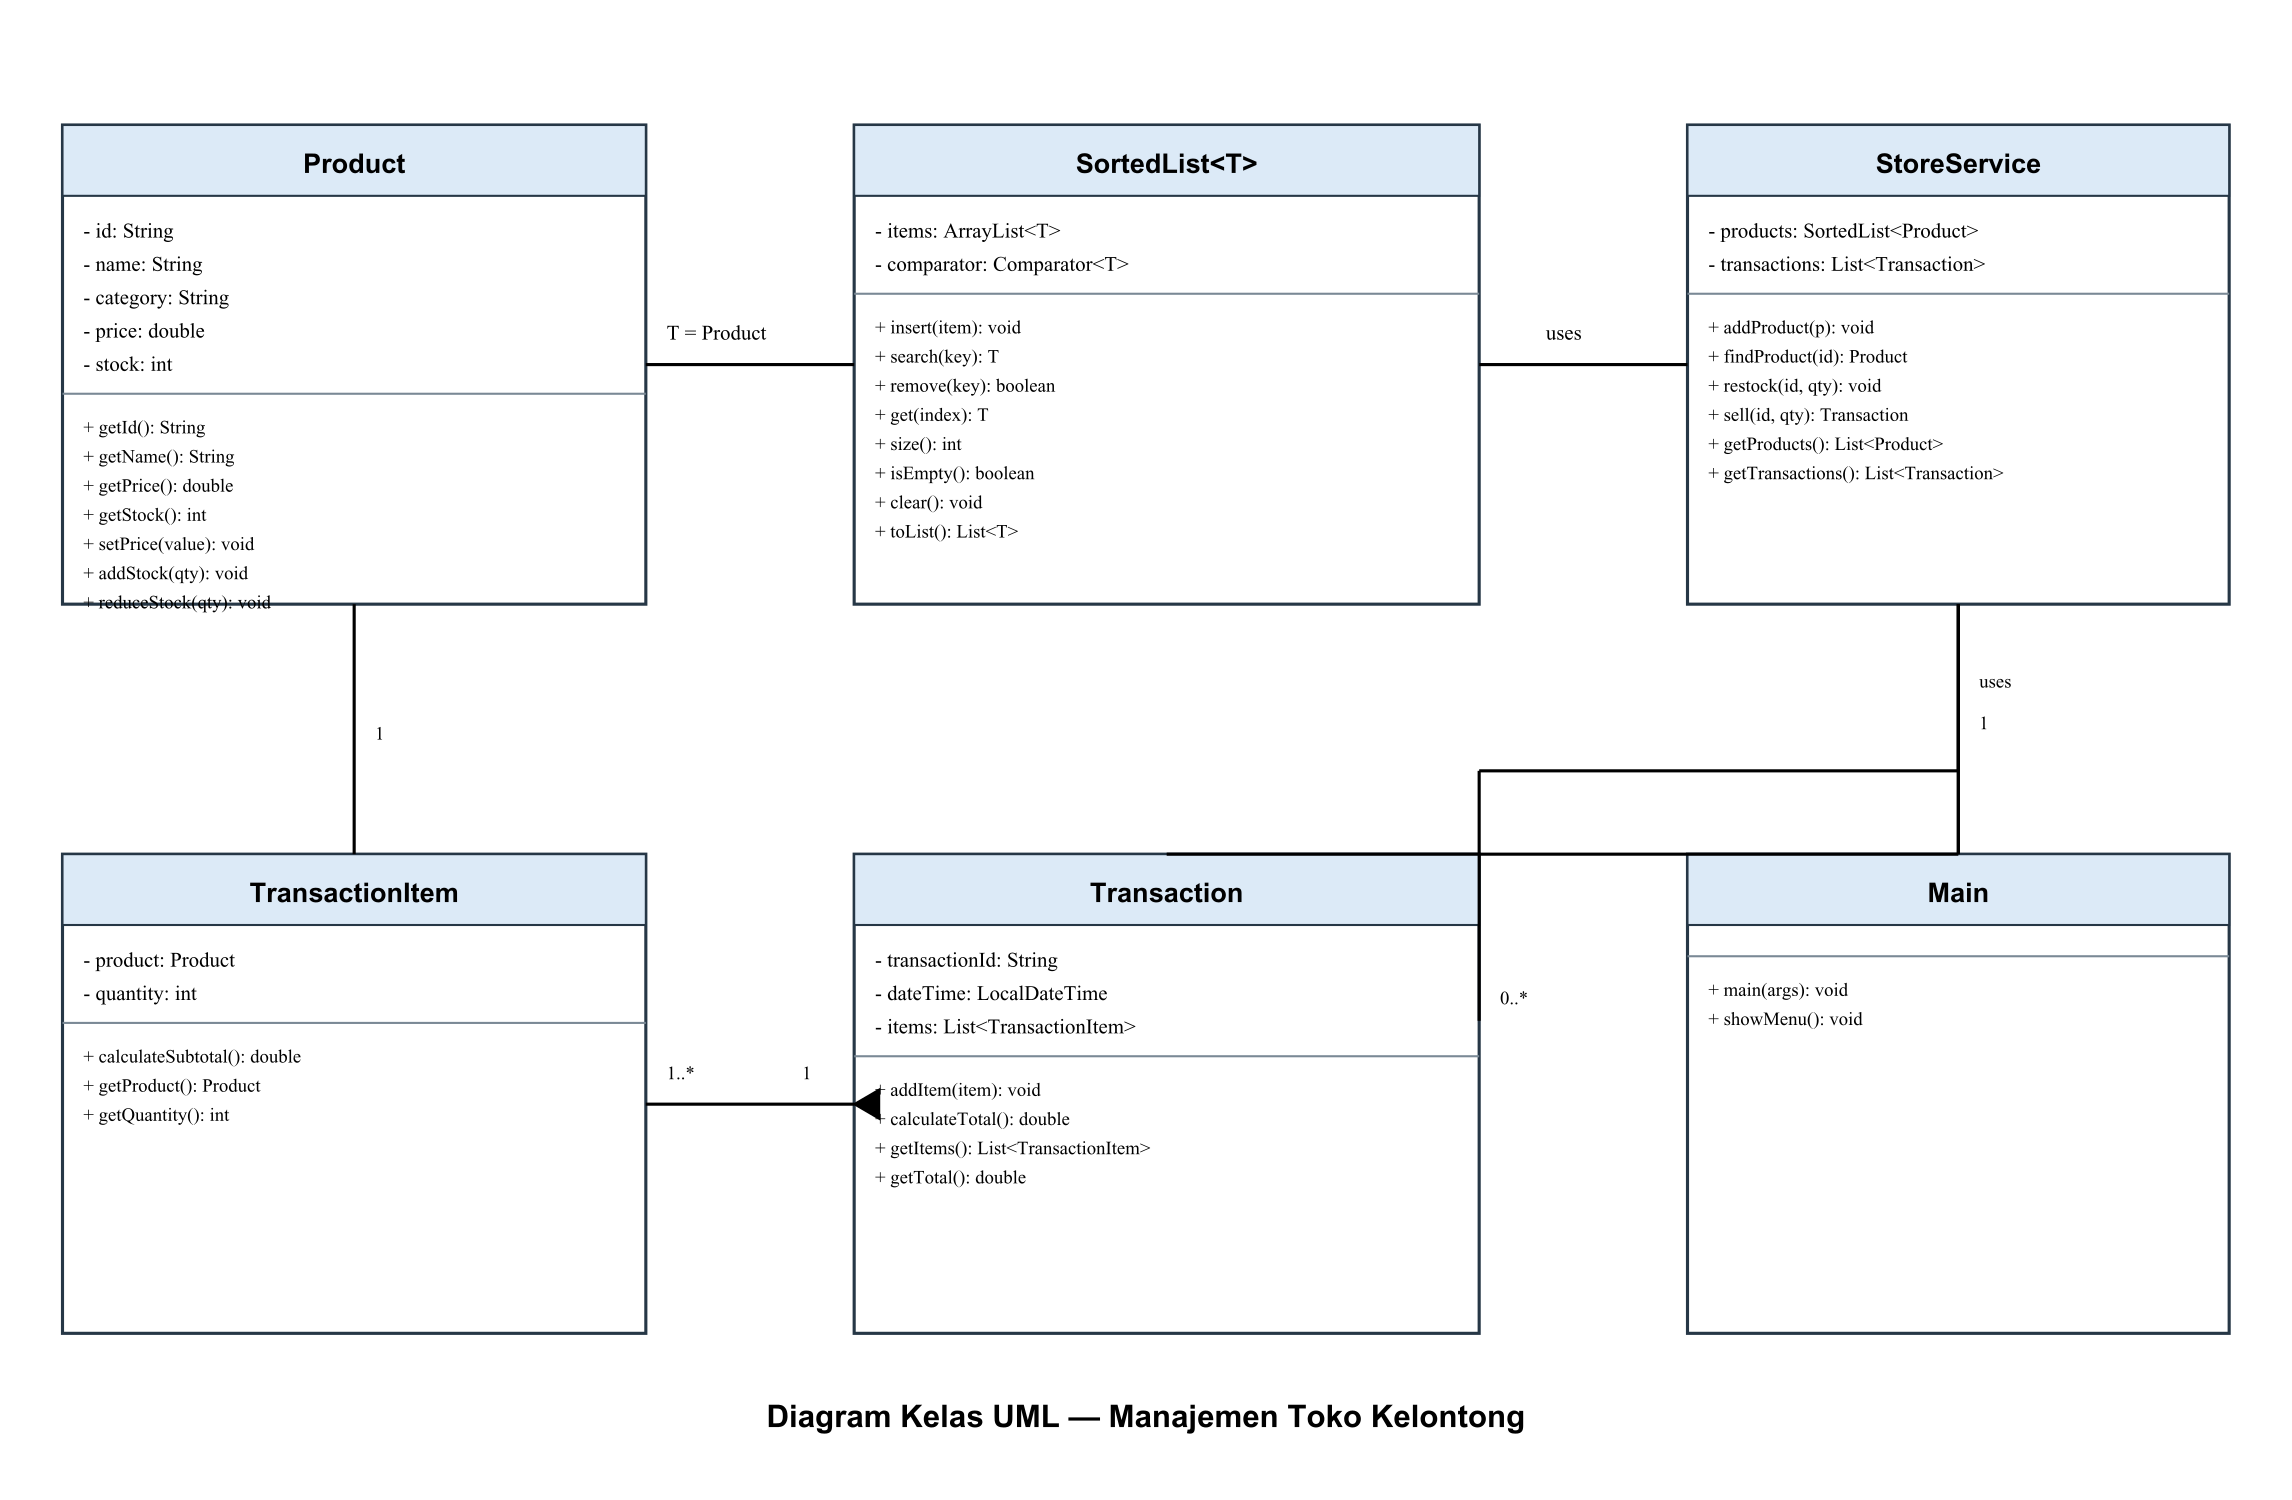 Product
- id: String
- name: String
- category: String
- price: double
- stock: int
+ getId(): String
+ getName(): String
+ getPrice(): double
+ getStock(): int
+ setPrice(value): void
+ addStock(qty): void
+ reduceStock(qty): void
T = Product
SortedList<T>
- items: ArrayList<T>
- comparator: Comparator<T>
+ insert(item): void
+ search(key): T
+ remove(key): boolean
+ get(index): T
+ size(): int
+ isEmpty(): boolean
+ clear(): void
+ toList(): List<T>
uses
StoreService
- products: SortedList<Product>
- transactions: List<Transaction>
+ addProduct(p): void
+ findProduct(id): Product
+ restock(id, qty): void
+ sell(id, qty): Transaction
+ getProducts(): List<Product>
+ getTransactions(): List<Transaction>
1
uses
1
TransactionItem
- product: Product
- quantity: int
+ calculateSubtotal(): double
+ getProduct(): Product
+ getQuantity(): int
1..*
1
Transaction
- transactionId: String
- dateTime: LocalDateTime
- items: List<TransactionItem>
+ addItem(item): void
+ calculateTotal(): double
+ getItems(): List<TransactionItem>
+ getTotal(): double
0..*
Main
+ main(args): void
+ showMenu(): void
Diagram Kelas UML — Manajemen Toko Kelontong